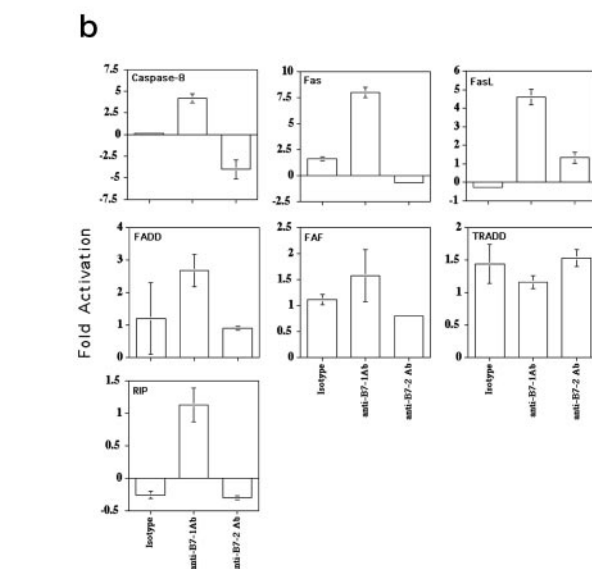 b
Fold Activation
Caspase-8
7.5
5
2.5
0
-2.5
-5
-7.5
Fas
10
7.5
5
2.5
0
-2.5
FasL
6
5
4
3
2
1
0
-1
FADD
4
3
2
1
0
FAF
2.5
2
1.5
1
0.5
0
Isotype
anti-B7-1Ab
anti-B7-2 Ab
TRADD
2
1.5
1
0.5
0
Isotype
anti-B7-1Ab
anti-B7-2 Ab
RIP
1.5
1
0.5
0
-0.5
Isotype
anti-B7-1Ab
anti-B7-2 Ab